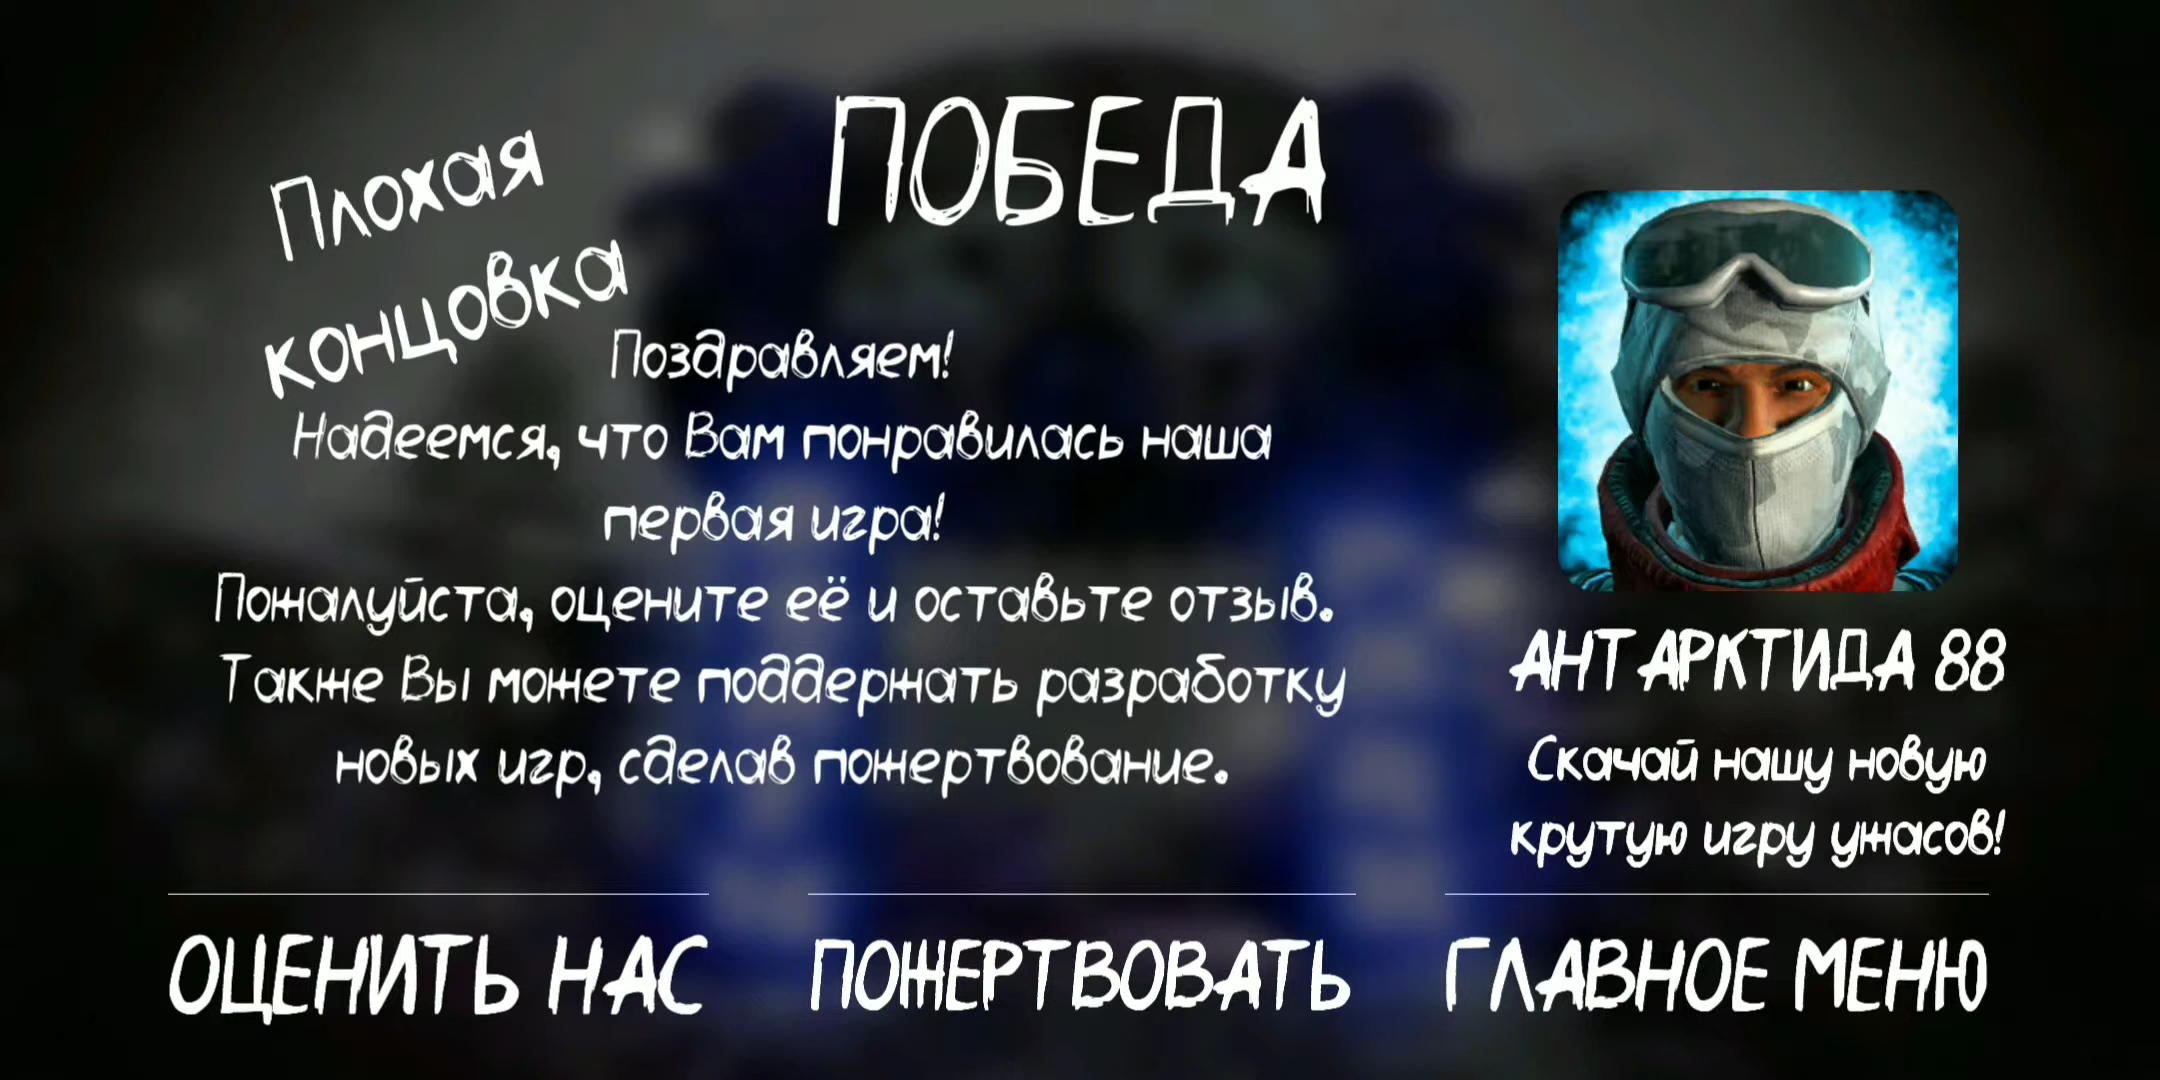 ПОБЕДА
Плохая
концовка
Поздравляем!
Надеемся, что Вам понравилась наша
первая игра!
Пожалуйста, оцените её и оставьте отзыв.
Также Вы можете поддержать разработку
новых игр, сделав пожертвование.
АНТАРКТИДА 88
Скачай нашу новую
крутую игру ужасов!
ОЦЕНИТЬ НАС
ПОЖЕРТВОВАТЬ
ГЛАВНОЕ МЕНЮ